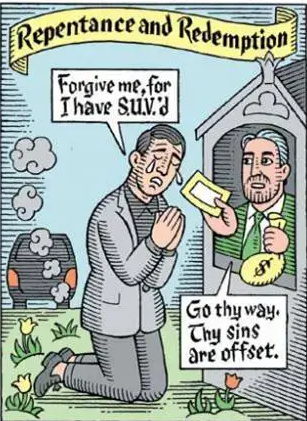 Repentance and Redemption
Forgive me, for
I have S.U.V.'d
$
Go thy way.
Thy sins
are offset.